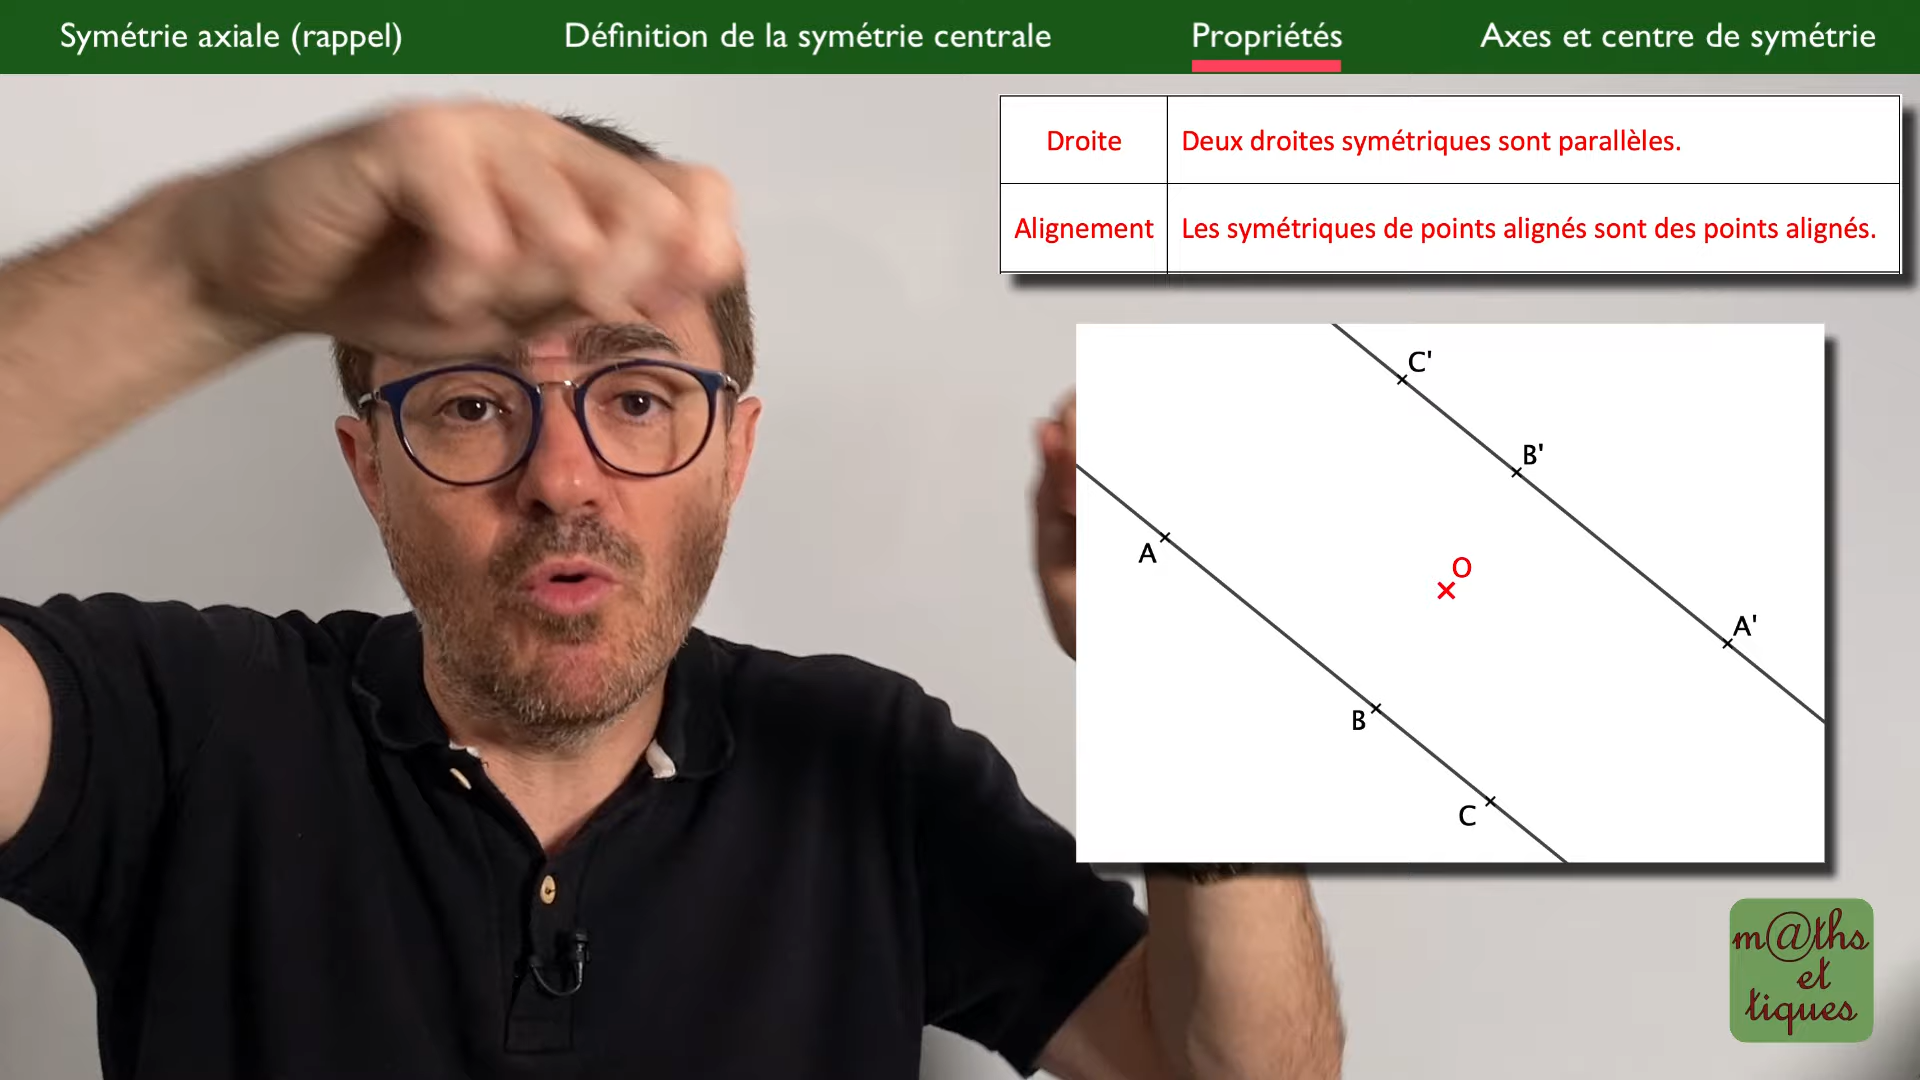 Symétrie axiale (rappel) Définition de la symétrie centrale Propriétés Axes et centre de symétrie
Droite Deux droites symétriques sont parallèles.
Alignement Les symétriques de points alignés sont des points alignés.
C'
B'
A
O
A'
B
C
m@ths
et
tiques